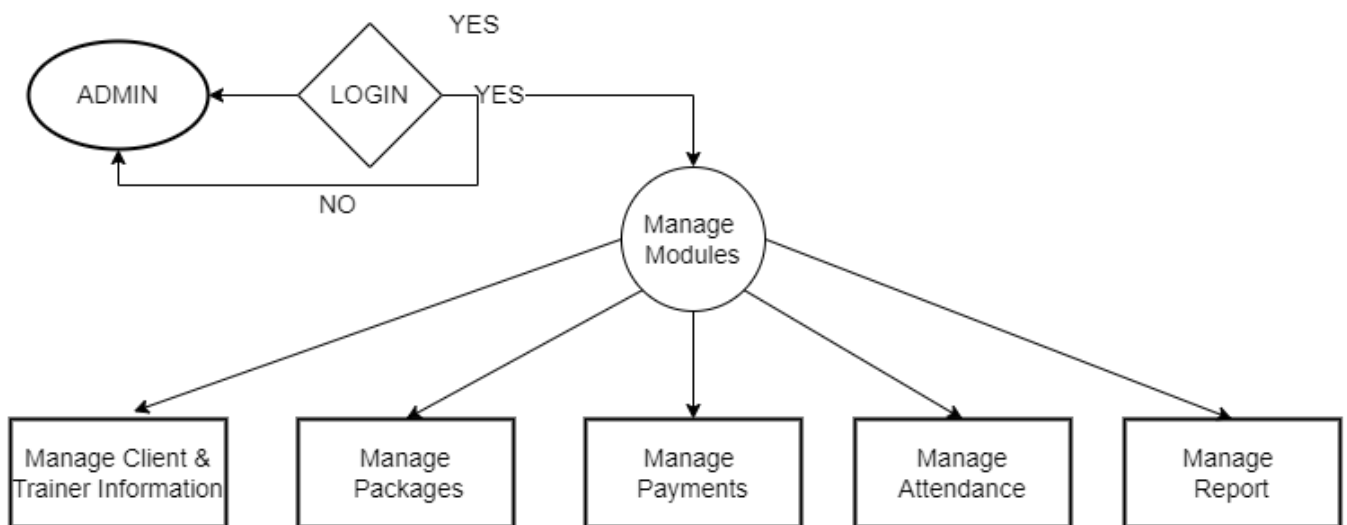 YES
ADMIN
LOGIN
YES
NO
Manage
Modules
Manage Client &
Trainer Information
Manage
Packages
Manage
Payments
Manage
Attendance
Manage
Report